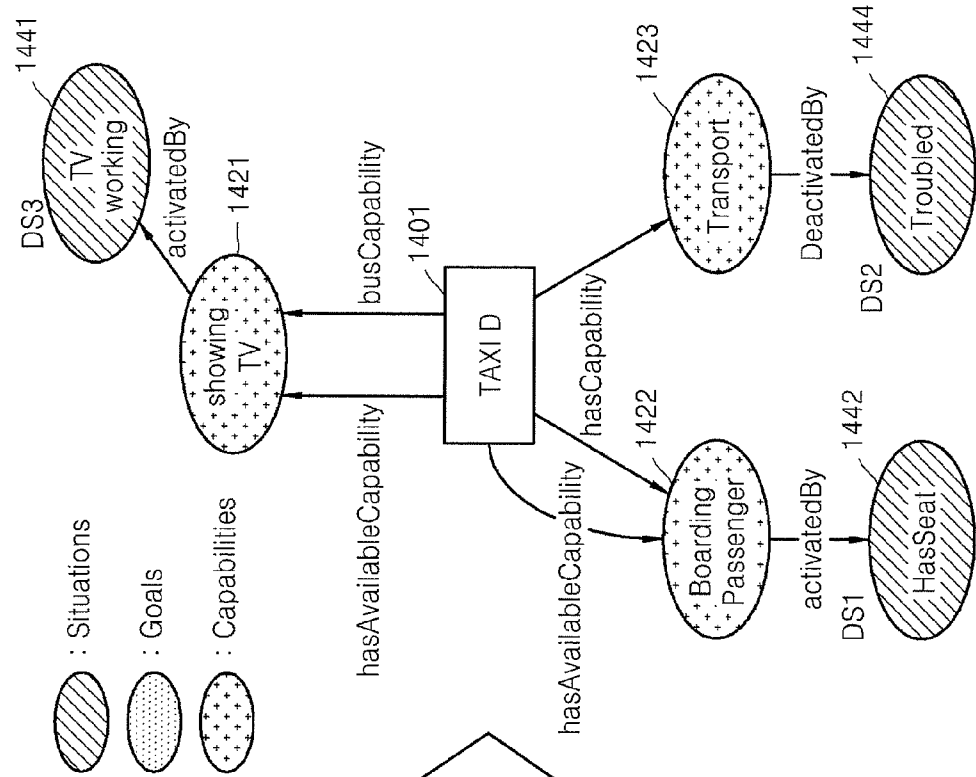 : Situations
: Goals
: Capabilities
DS3
1441
TV
working
activatedBy
1421
showing
TV
hasAvailableCapability
busCapability
1401
TAXI D
hasAvailableCapability
hasCapability
1422
Boarding
Passenger
1423
Transport
activatedBy
DeactivatedBy
DS1
1442
HasSeat
DS2
1444
Troubled